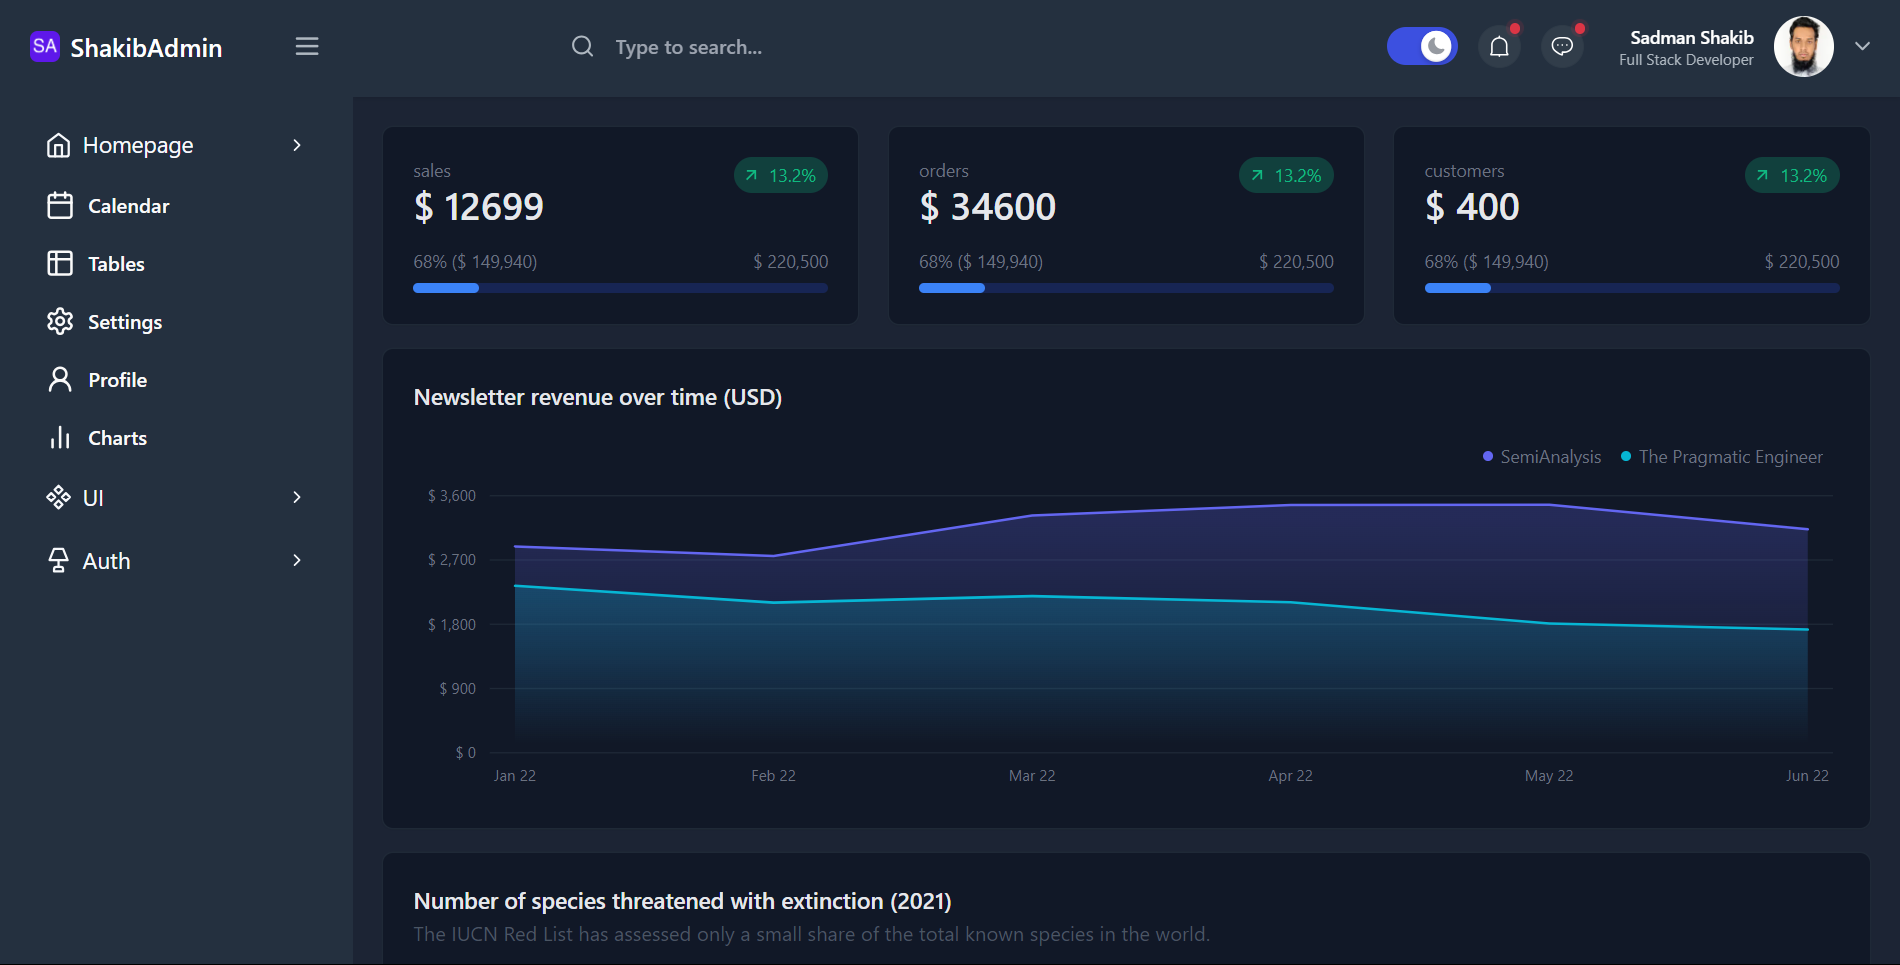 SA ShakibAdmin
Type to search...
Sadman Shakib
Full Stack Developer
Homepage
Calendar
Tables
Settings
Profile
Charts
UI
Auth
sales
13.2%
$ 12699
68% ($ 149,940) $ 220,500
orders
13.2%
$ 34600
68% ($ 149,940) $ 220,500
customers
13.2%
$ 400
68% ($ 149,940) $ 220,500
Newsletter revenue over time (USD)
SemiAnalysis The Pragmatic Engineer
$ 3,600
$ 2,700
$ 1,800
$ 900
$ 0
Jan 22 Feb 22 Mar 22 Apr 22 May 22 Jun 22
Number of species threatened with extinction (2021)
The IUCN Red List has assessed only a small share of the total known species in the world.